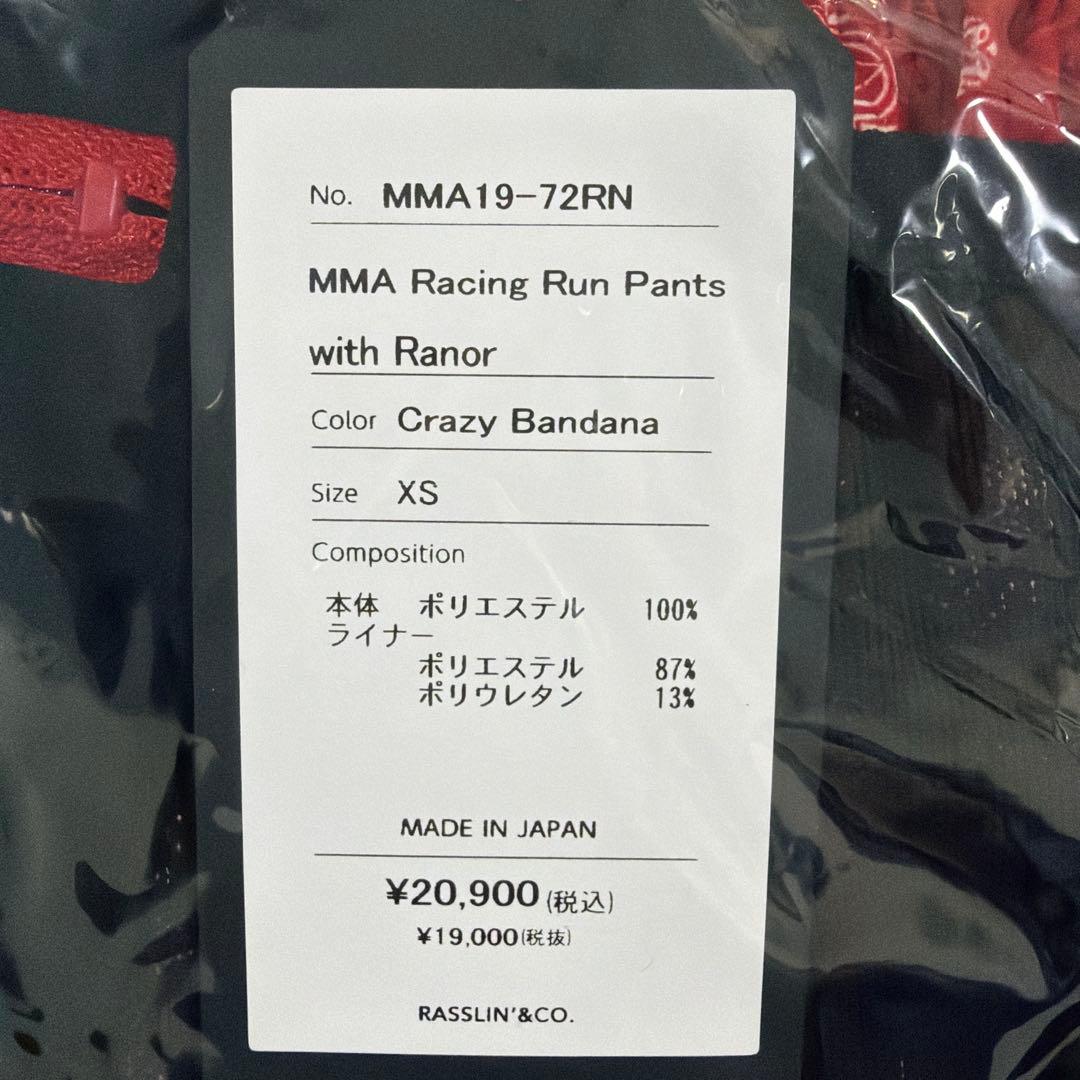 No. MMA19-72RN
MMA Racing Run Pants
with Ranor
Color Crazy Bandana
Size XS
Composition
本体 ポリエステル 100%
ライナー
ポリエステル 87%
ポリウレタン 13%
MADE IN JAPAN
¥20,900(税込)
¥19,000(税抜)
RASSLIN'&CO.